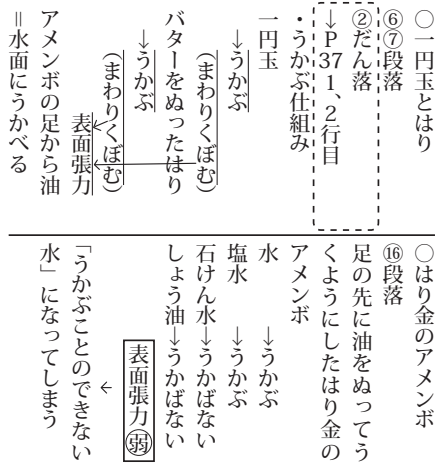 ○一円玉とはり
⑥⑦段落
②だん落
→P37 1、2行目
・うかぶ仕組み
一円玉
→うかぶ
(まわりくぼむ)
バターをぬったはり
→うかぶ
(まわりくぼむ)
表面張力
アメンボの足から油
＝水面にうかべる
○はり金のアメンボ
⑯段落
足の先に油をぬってう
くようにしたはり金の
アメンボ
水　→うかぶ
塩水　→うかぶ
石けん水→うかばない
しょう油→うかばない
表面張力㊙弱
「うかぶことのできない
水」になってしまう